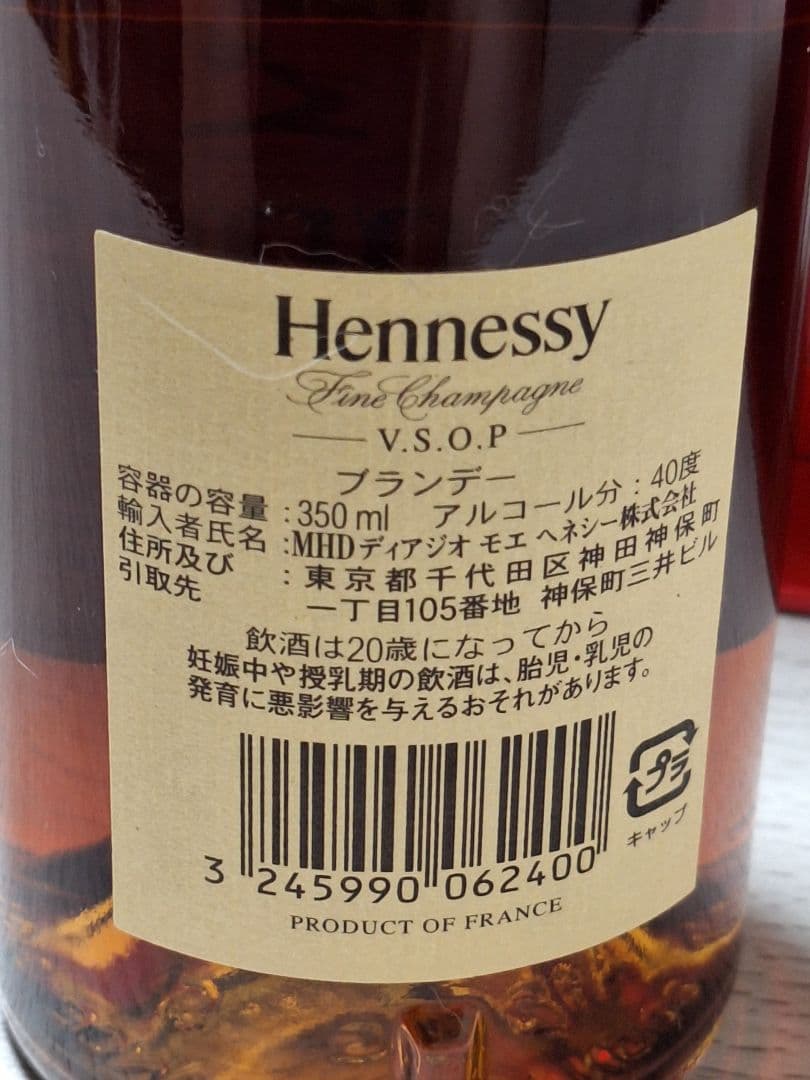 Hennessy
Fine Champagne
V.S.O.P
ブランデー
容器の容量 : 350 ml アルコール分 : 40度
輸入者氏名 : MHDディアジオ モエ ヘネシー株式会社
住所及び引取先 : 東京都千代田区神田神保町
一丁目105番地 神保町三井ビル
飲酒は20歳になってから
妊娠中や授乳期の飲酒は、胎児・乳児の
発育に悪影響を与えるおそれがあります。
プラ
キャップ
3 245990 062400
PRODUCT OF FRANCE